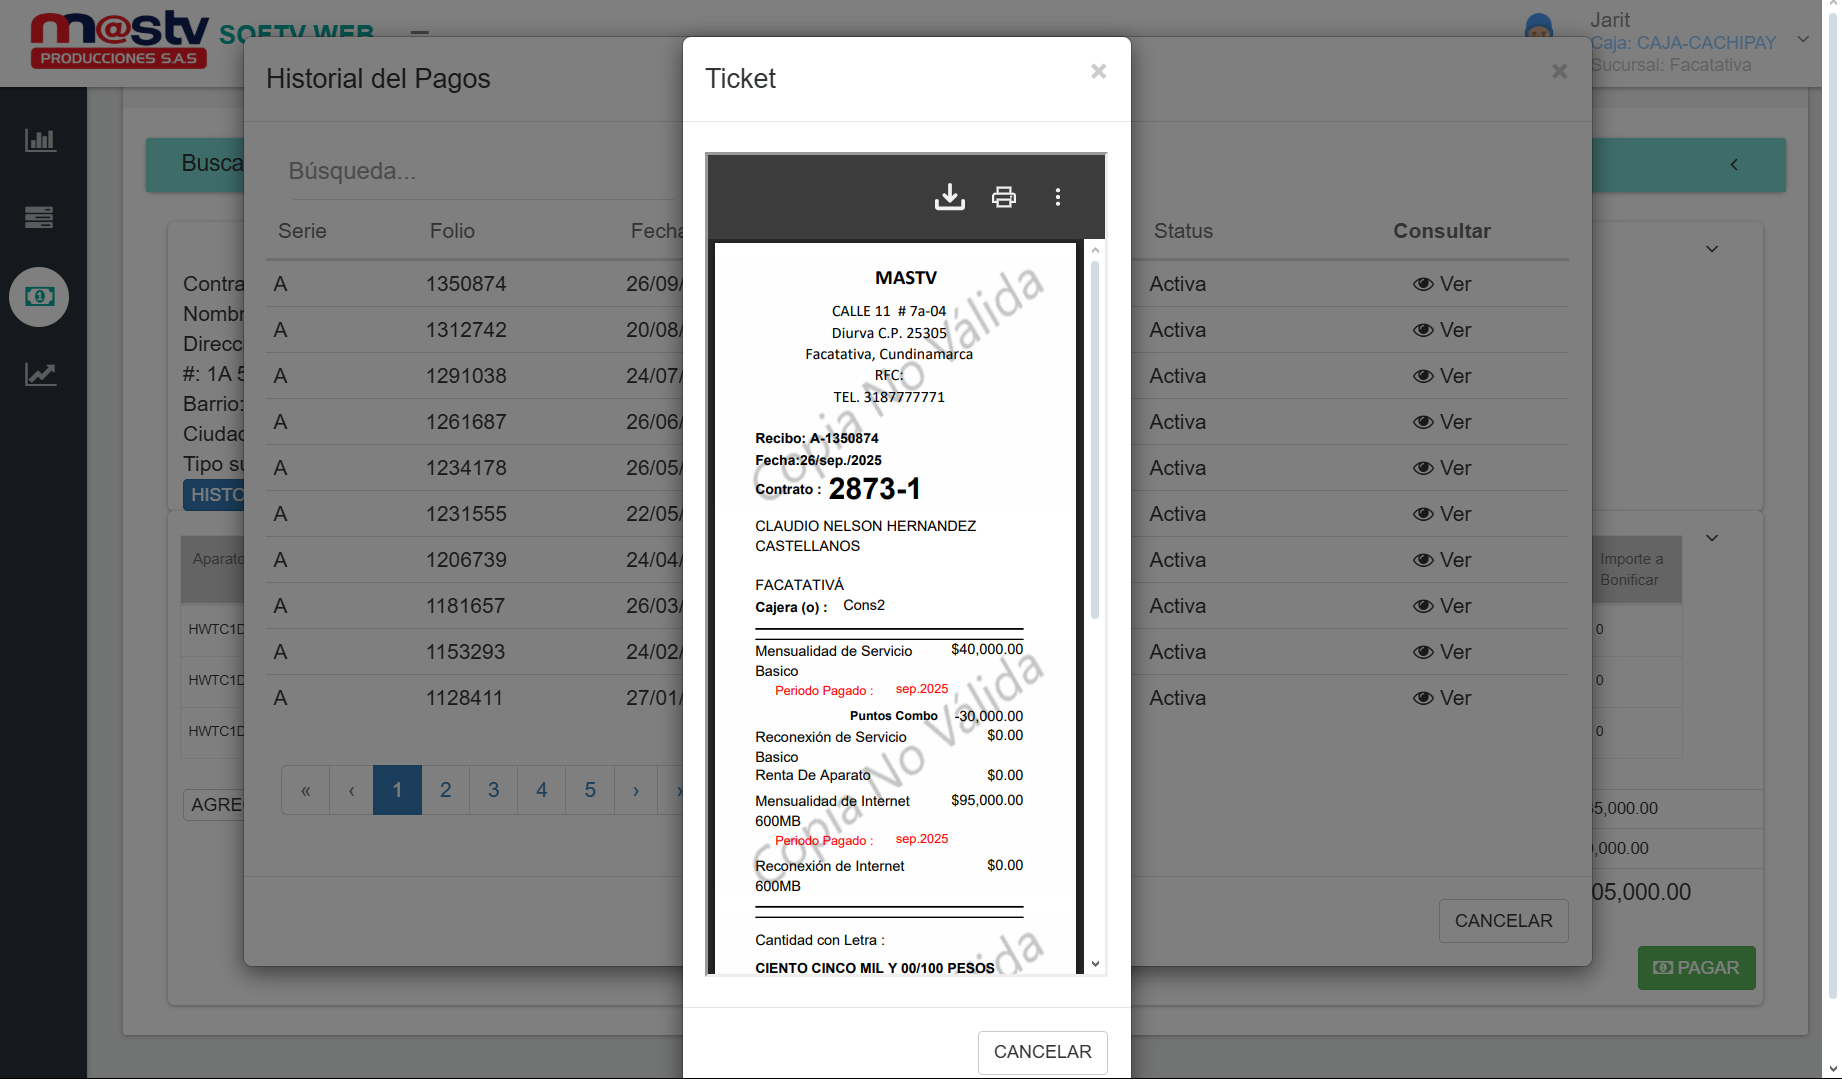 m@stv
PRODUCCIONES S.A.S
SOFTV WEB
Jarit
Caja: CAJA-CACHIPAY
Sucursal: Facatativa
Busca
Contra
Nombr
Direcc
#: 1A 5
Barrio:
Ciudad
Tipo su
HISTO
Aparato
HWTC1D
HWTC1D
HWTC1D
AGRE
Historial del Pagos
×
Búsqueda...
Serie Folio Fecha Status Consultar
A 1350874 26/09/ Activa Ver
A 1312742 20/08/ Activa Ver
A 1291038 24/07/ Activa Ver
A 1261687 26/06/ Activa Ver
A 1234178 26/05/ Activa Ver
A 1231555 22/05/ Activa Ver
A 1206739 24/04/ Activa Ver
A 1181657 26/03/ Activa Ver
A 1153293 24/02/ Activa Ver
A 1128411 27/01/ Activa Ver
« ‹ 1 2 3 4 5 › »
CANCELAR
Ticket
×
MASTV
CALLE 11 # 7a-04
Diurva C.P. 25305
Facatativa, Cundinamarca
RFC:
TEL. 3187777771
Copia No Válida
Recibo: A-1350874
Fecha:26/sep./2025
Contrato : 2873-1
CLAUDIO NELSON HERNANDEZ
CASTELLANOS
FACATATIVÁ
Cajera (o) : Cons2
Mensualidad de Servicio $40,000.00
Basico
Periodo Pagado : sep.2025
Puntos Combo -30,000.00
Reconexión de Servicio $0.00
Basico
Renta De Aparato $0.00
Mensualidad de Internet $95,000.00
600MB
Periodo Pagado : sep.2025
Copia No Válida
Reconexión de Internet $0.00
600MB
Cantidad con Letra :
CIENTO CINCO MIL Y 00/100 PESOS
CANCELAR
Importe a
Bonificar
0
0
0
5,000.00
,000.00
05,000.00
PAGAR